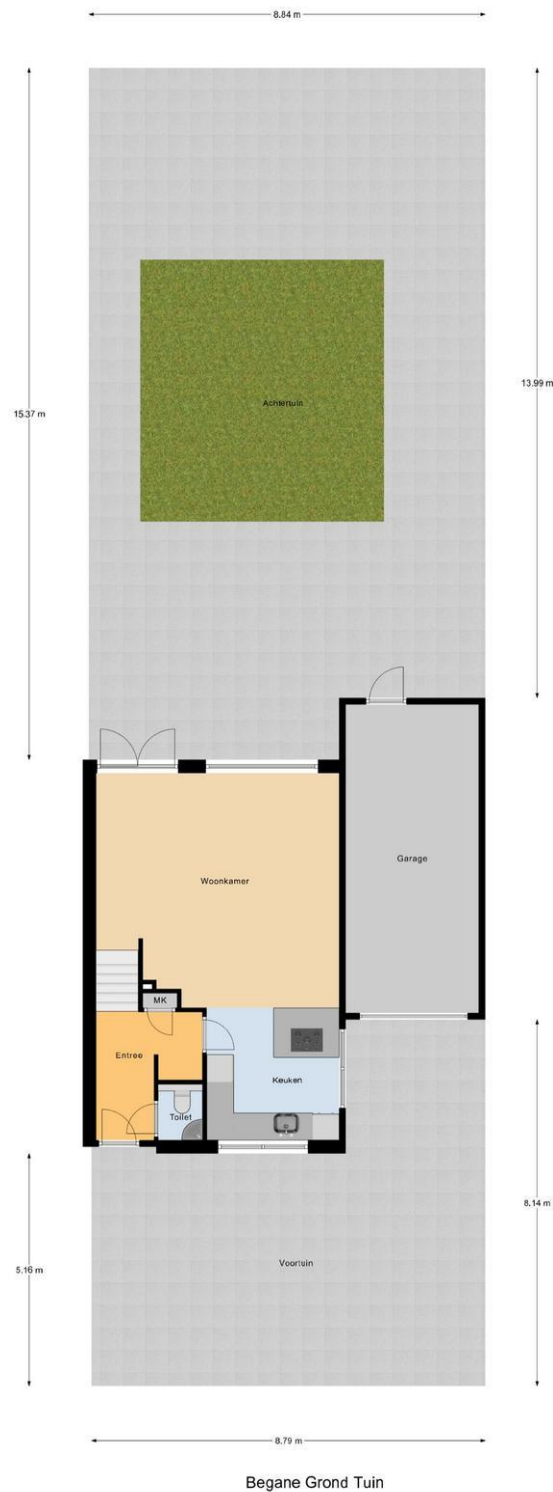 8.84 m
13.99 m
Achtertuin
15.37 m
Garage
Woonkamer
MK
Entree
Keuken
Toilet
8.14 m
Voortuin
5.16 m
8.79 m
Begane Grond Tuin